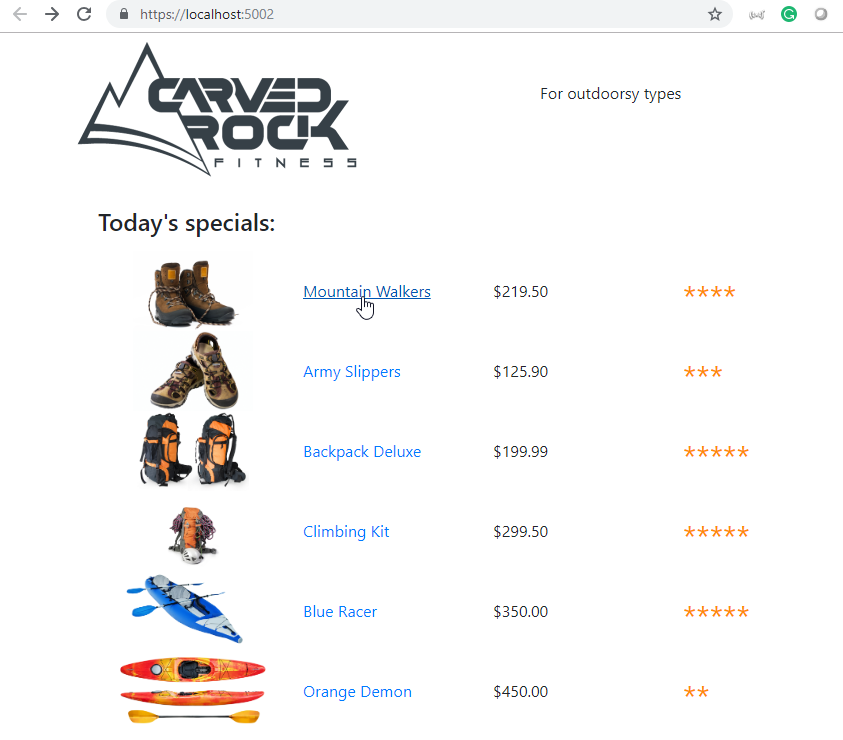 https://localhost:5002
CARVED
ROCK
FITNESS
For outdoorsy types
Today's specials:
Mountain Walkers $219.50 ****
Army Slippers $125.90 ***
Backpack Deluxe $199.99 *****
Climbing Kit $299.50 *****
Blue Racer $350.00 *****
Orange Demon $450.00 **